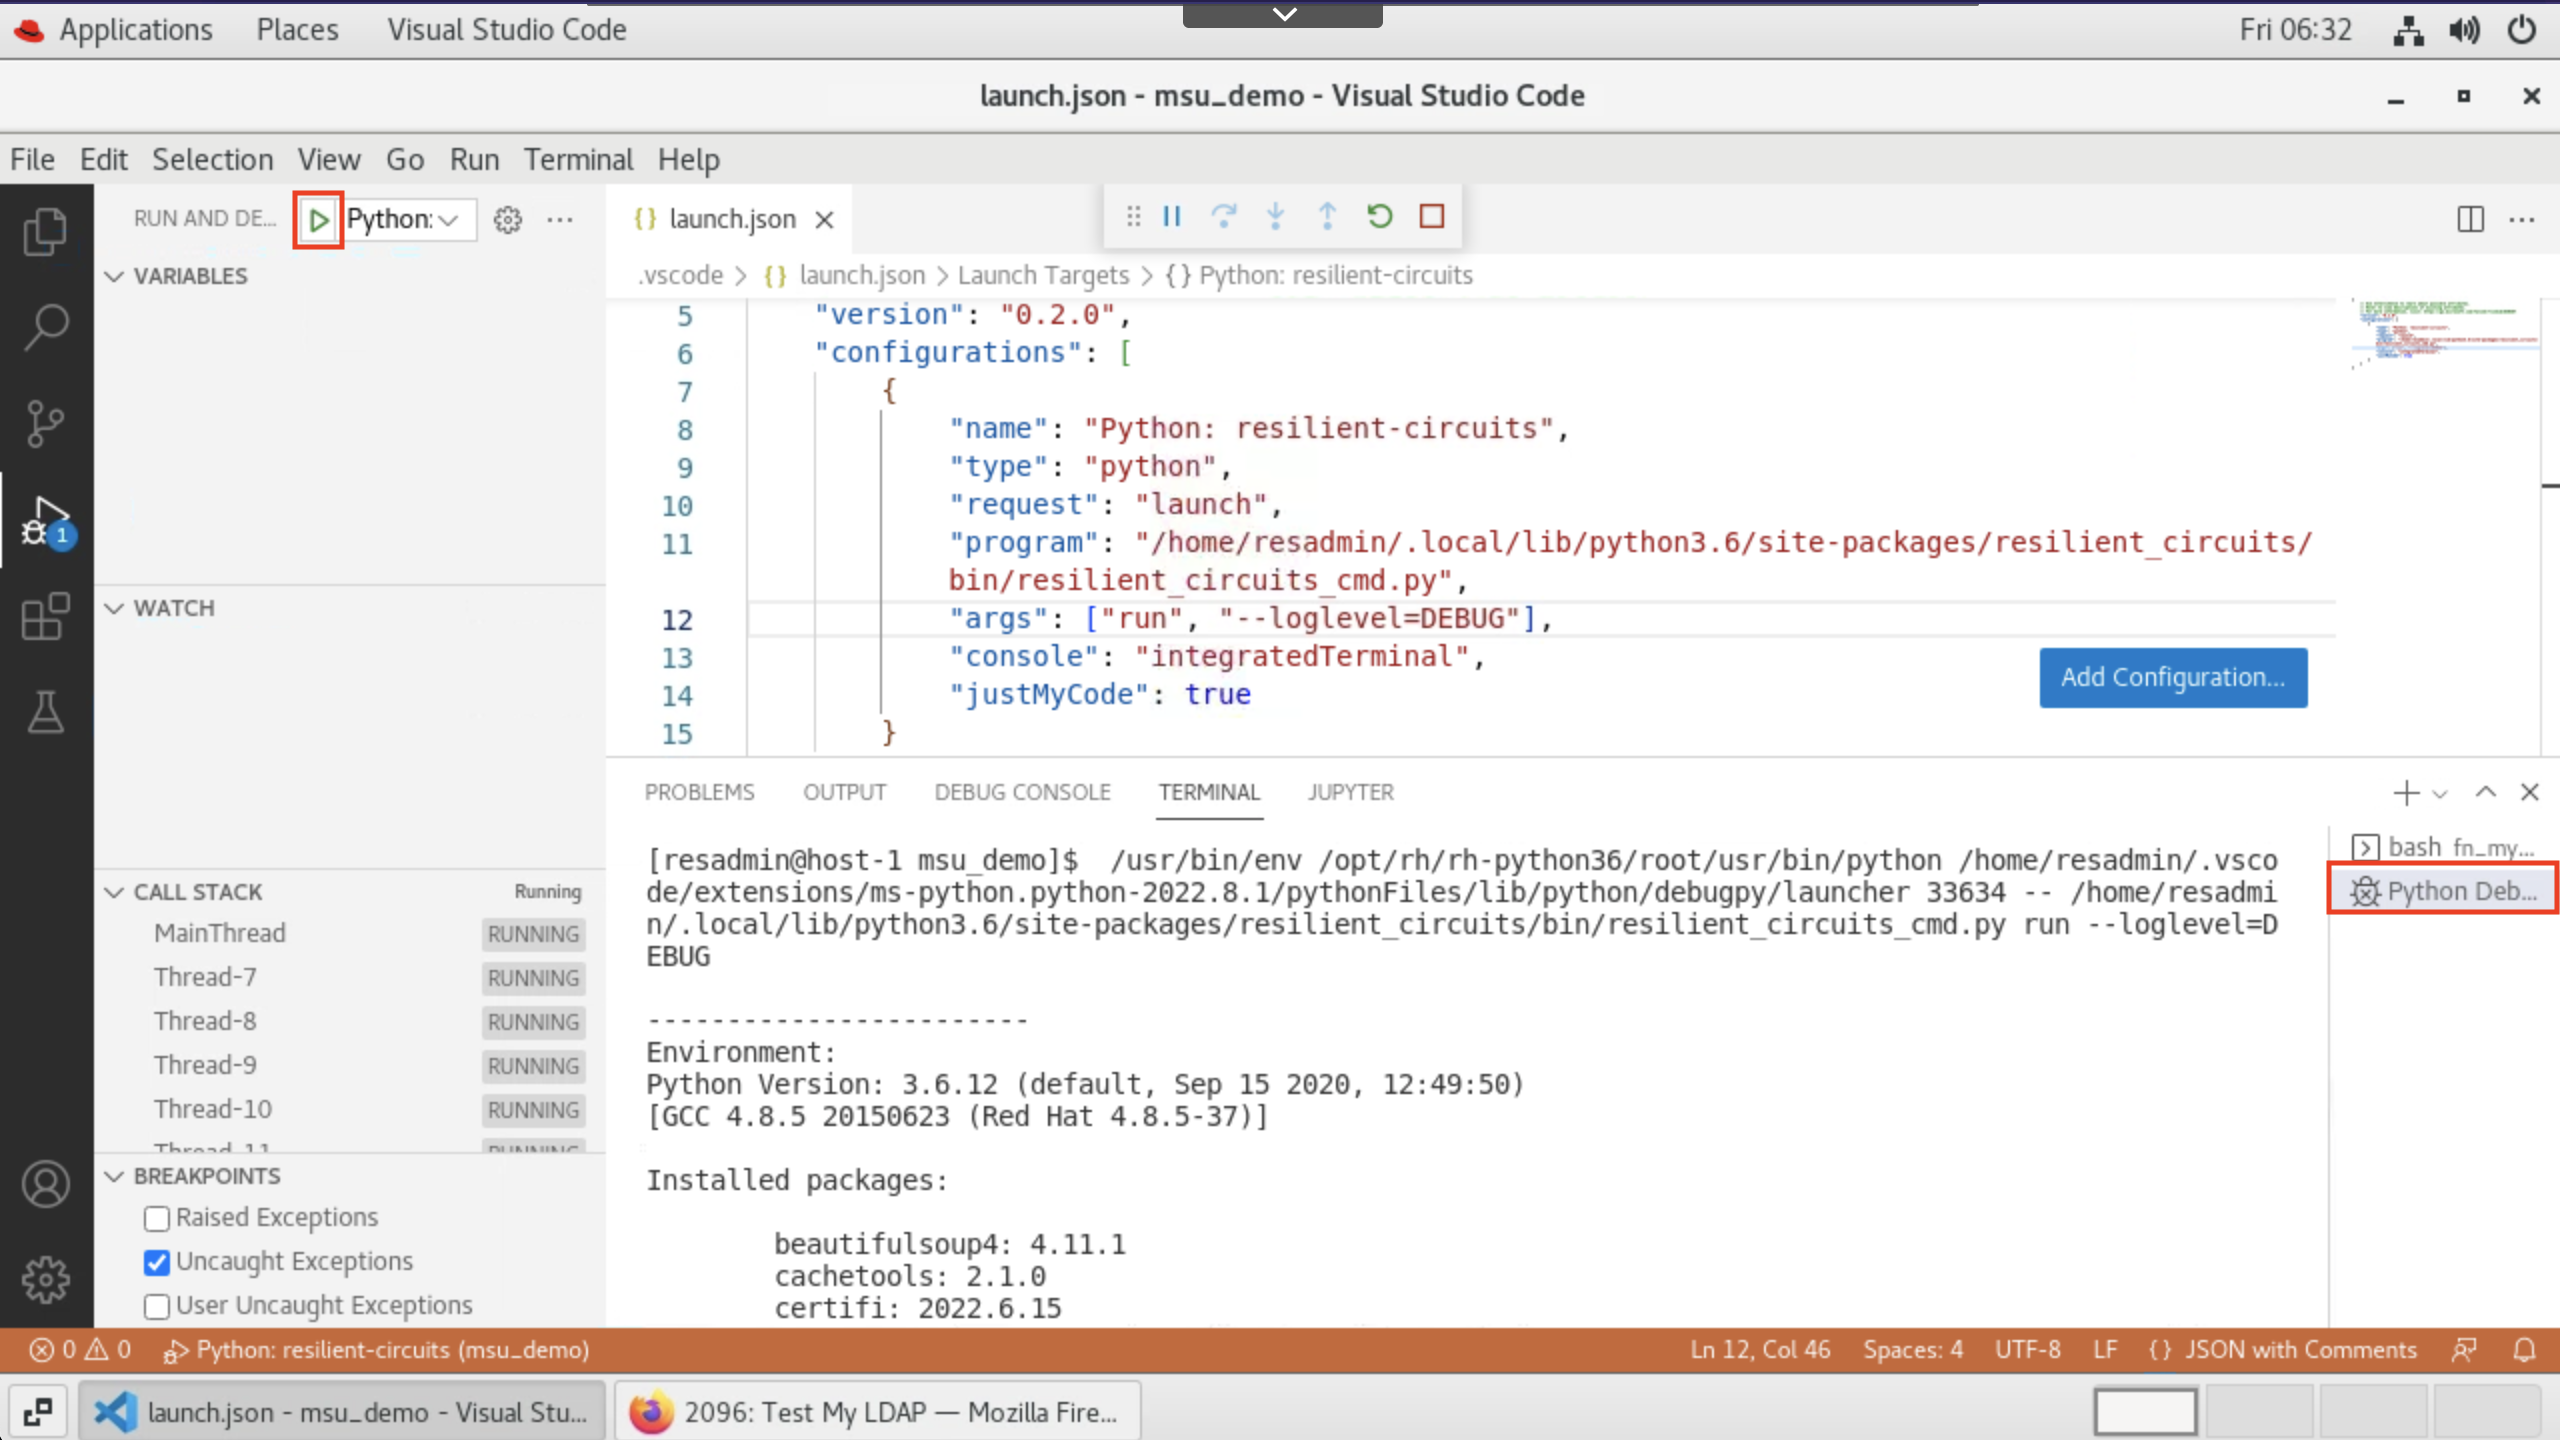 Applications Places Visual Studio Code Fri 06:32
launch.json - msu_demo - Visual Studio Code
File Edit Selection View Go Run Terminal Help
RUN AND DE... Python:
launch.json
VARIABLES
.vscode > {} launch.json > Launch Targets > {} Python: resilient-circuits
5 "version": "0.2.0",
6 "configurations": [
7 {
8 "name": "Python: resilient-circuits",
9 "type": "python",
10 "request": "launch",
11 "program": "/home/resadmin/.local/lib/python3.6/site-packages/resilient_circuits/
bin/resilient_circuits_cmd.py",
12 "args": ["run", "--loglevel=DEBUG"],
13 "console": "integratedTerminal",
14 "justMyCode": true
15 }
Add Configuration...
1
WATCH
CALL STACK Running
MainThread RUNNING
Thread-7 RUNNING
Thread-8 RUNNING
Thread-9 RUNNING
Thread-10 RUNNING
Thread-11 RUNNING
BREAKPOINTS
Raised Exceptions
Uncaught Exceptions
User Uncaught Exceptions
PROBLEMS OUTPUT DEBUG CONSOLE TERMINAL JUPYTER
[resadmin@host-1 msu_demo]$  /usr/bin/env /opt/rh/rh-python36/root/usr/bin/python /home/resadmin/.vsco
de/extensions/ms-python.python-2022.8.1/pythonFiles/lib/python/debugpy/launcher 33634 -- /home/resadmi
n/.local/lib/python3.6/site-packages/resilient_circuits/bin/resilient_circuits_cmd.py run --loglevel=D
EBUG
------------------------
Environment:
Python Version: 3.6.12 (default, Sep 15 2020, 12:49:50)
[GCC 4.8.5 20150623 (Red Hat 4.8.5-37)]
Installed packages:
beautifulsoup4: 4.11.1
cachetools: 2.1.0
certifi: 2022.6.15
bash fn_my...
Python Deb...
0 0 Python: resilient-circuits (msu_demo) Ln 12, Col 46 Spaces: 4 UTF-8 LF {} JSON with Comments
launch.json - msu_demo - Visual Stu... 2096: Test My LDAP — Mozilla Fire...